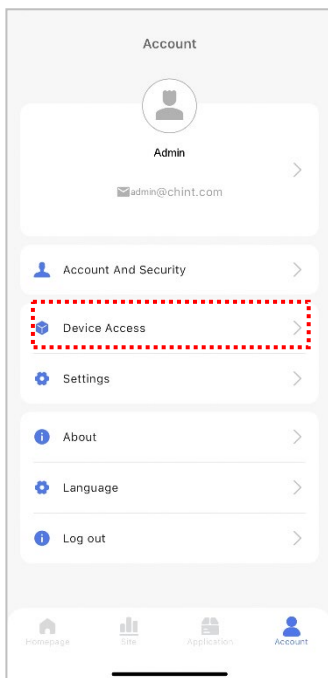 Account
Admin
admin@chint.com
Account And Security
Device Access
Settings
About
Language
Log out
Homepage Site Application Account